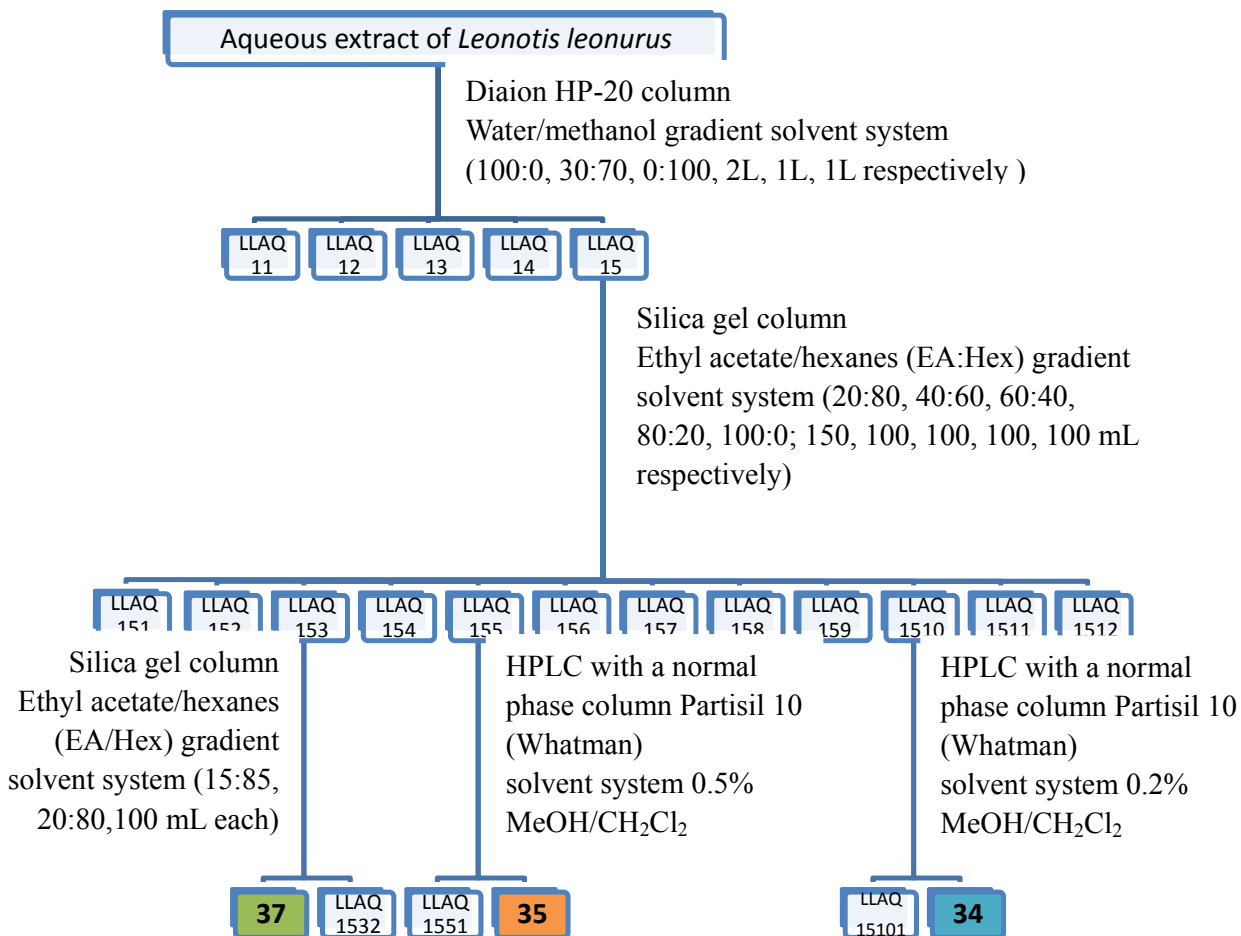 Aqueous extract of Leonotis leonurus
Diaion HP-20 column
Water/methanol gradient solvent system
(100:0, 30:70, 0:100, 2L, 1L, 1L respectively )
LLAQ
11
LLAQ
12
LLAQ
13
LLAQ
14
LLAQ
15
Silica gel column
Ethyl acetate/hexanes (EA:Hex) gradient
solvent system (20:80, 40:60, 60:40,
80:20, 100:0; 150, 100, 100, 100, 100 mL
respectively)
LLAQ
151
LLAQ
152
LLAQ
153
LLAQ
154
LLAQ
155
LLAQ
156
LLAQ
157
LLAQ
158
LLAQ
159
LLAQ
1510
LLAQ
1511
LLAQ
1512
Silica gel column
Ethyl acetate/hexanes
(EA/Hex) gradient
solvent system (15:85,
20:80,100 mL each)
HPLC with a normal
phase column Partisil 10
(Whatman)
solvent system 0.5%
MeOH/CH₂Cl₂
HPLC with a normal
phase column Partisil 10
(Whatman)
solvent system 0.2%
MeOH/CH₂Cl₂
37
LLAQ
1532
LLAQ
1551
35
LLAQ
15101
34